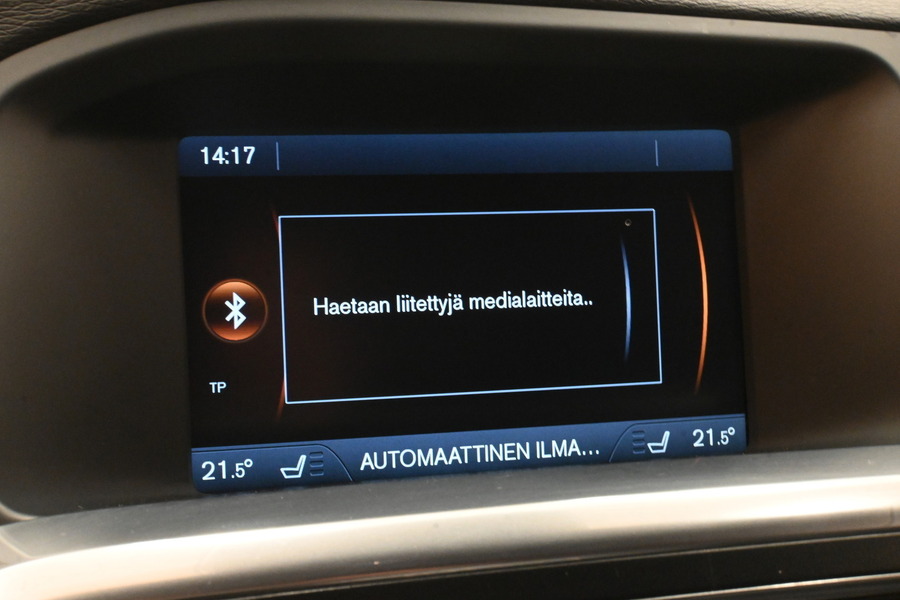 14:17
Haetaan liitettyjä medialaitteita..
TP
21.5° AUTOMAATTINEN ILMA... 21.5°